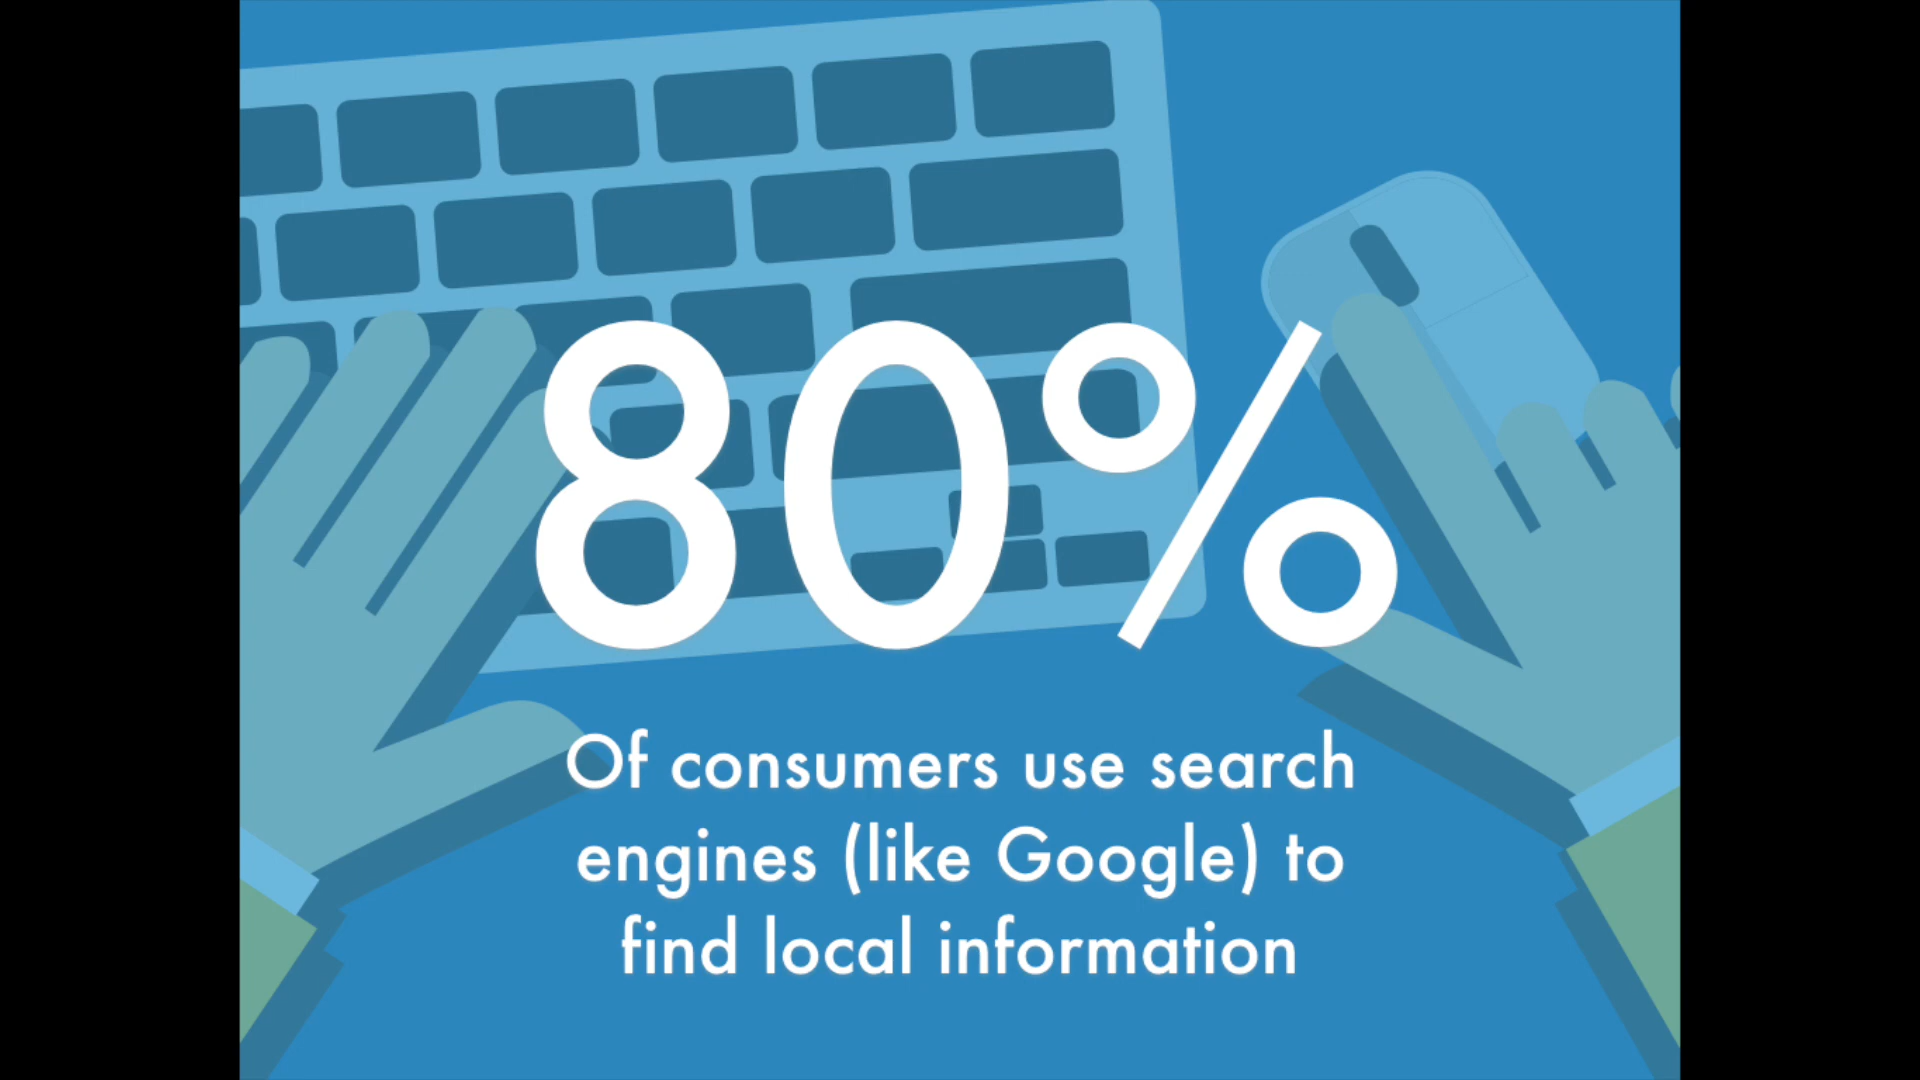 80%
Of consumers use search
engines (like Google) to
find local information